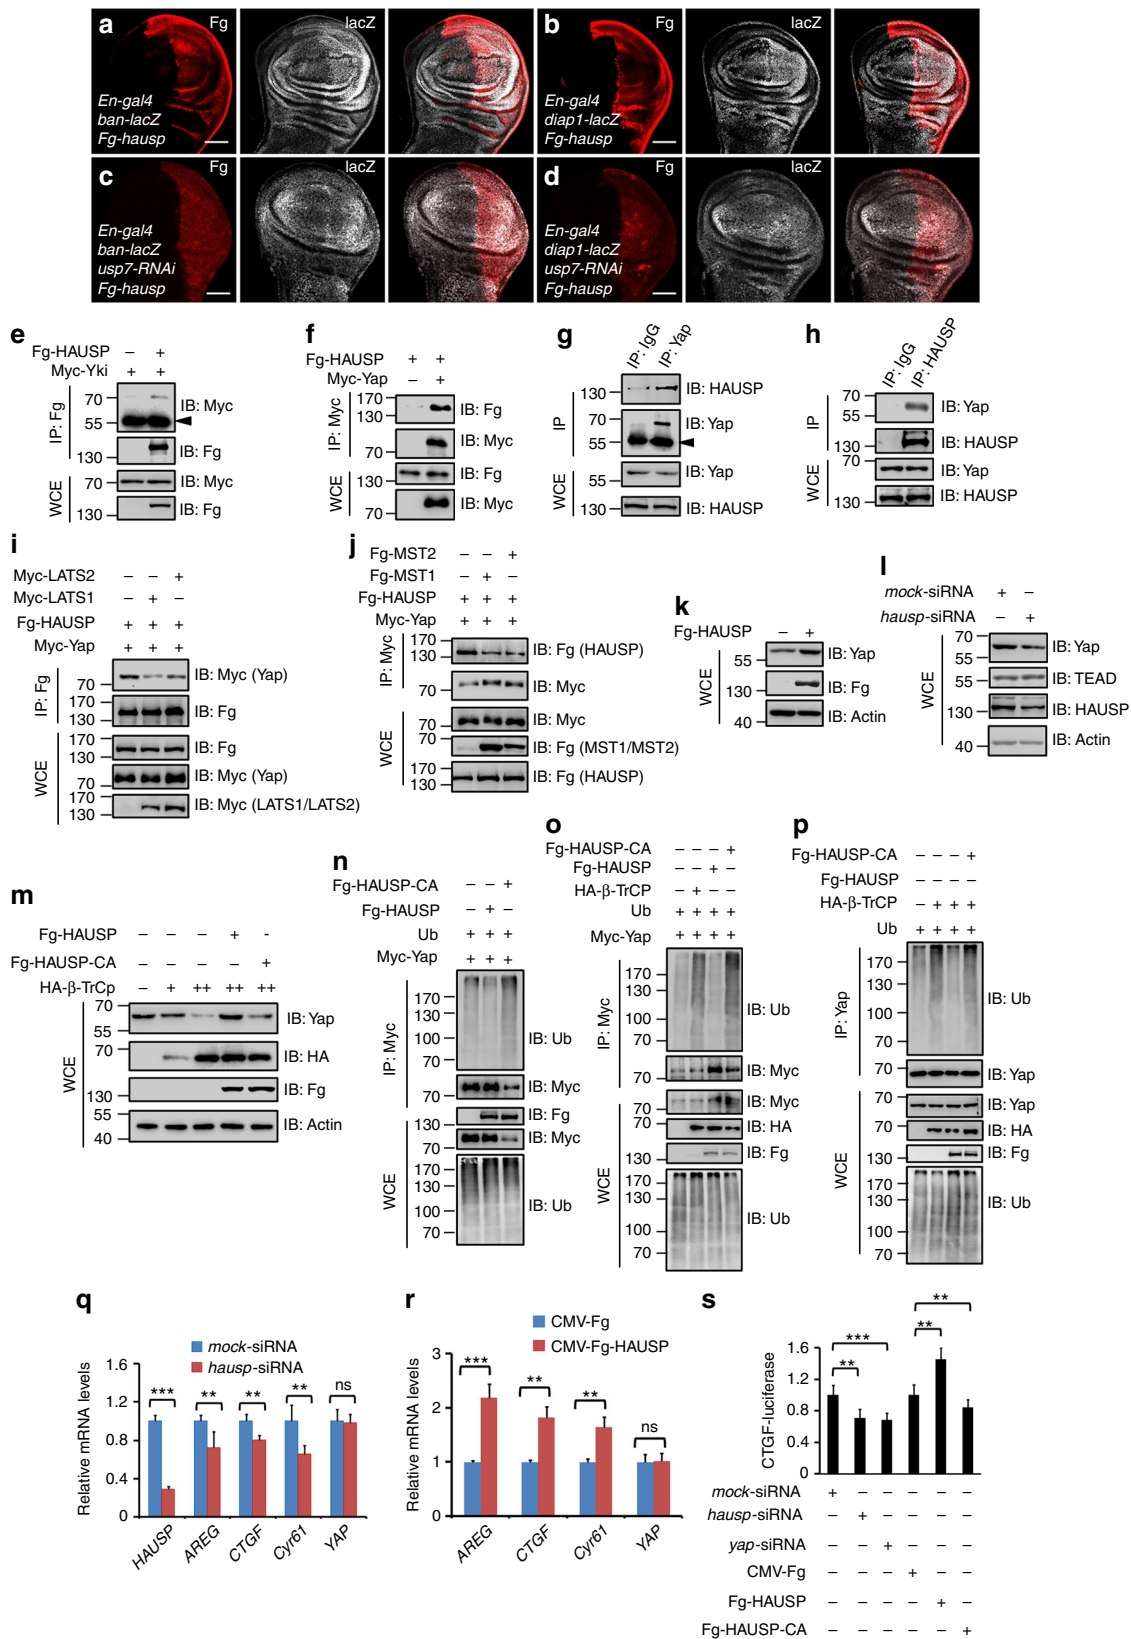 a Fg lacZ b Fg lacZ
En-gal4
ban-lacZ
Fg-hausp
En-gal4
diap1-lacZ
Fg-hausp
c Fg lacZ d Fg lacZ
En-gal4
ban-lacZ
usp7-RNAi
Fg-hausp
En-gal4
diap1-lacZ
usp7-RNAi
Fg-hausp
e
Fg-HAUSP – +
Myc-Yki + +
IP: Fg
70
55
IB: Myc
130
IB: Fg
WCE
70
IB: Myc
130
IB: Fg
f
Fg-HAUSP + +
Myc-Yap – +
IP: Myc
170
130
IB: Fg
70
IB: Myc
WCE
130
IB: Fg
70
IB: Myc
g
IP: IgG
IP: Yap
IP
130
IB: HAUSP
70
55
IB: Yap
WCE
55
IB: Yap
130
IB: HAUSP
h
IP: IgG
IP: HAUSP
IP
70
55
IB: Yap
130
IB: HAUSP
WCE
70
IB: Yap
130
IB: HAUSP
i
Myc-LATS2 – – +
Myc-LATS1 – + –
Fg-HAUSP + + +
Myc-Yap + + +
IP: Fg
70
IB: Myc (Yap)
170
130
IB: Fg
WCE
170
130
IB: Fg
70
IB: Myc (Yap)
170
130
IB: Myc (LATS1/LATS2)
j
Fg-MST2 – – +
Fg-MST1 – + –
Fg-HAUSP + + +
Myc-Yap + + +
IP: Myc
170
130
IB: Fg (HAUSP)
70
IB: Myc
WCE
70
IB: Myc
70
IB: Fg (MST1/MST2)
170
130
IB: Fg (HAUSP)
k
Fg-HAUSP – +
WCE
55
IB: Yap
130
IB: Fg
40
IB: Actin
l
mock-siRNA + –
hausp-siRNA – +
WCE
70
55
IB: Yap
55
IB: TEAD
130
IB: HAUSP
40
IB: Actin
m
Fg-HAUSP – – – + –
Fg-HAUSP-CA – – – – +
HA-β-TrCp – + ++ ++ ++
WCE
70
55
IB: Yap
70
IB: HA
130
IB: Fg
55
40
IB: Actin
n
Fg-HAUSP-CA – – +
Fg-HAUSP – + –
Ub + + +
Myc-Yap + + +
IP: Myc
170
130
100
70
IB: Ub
70
IB: Myc
WCE
130
IB: Fg
70
IB: Myc
170
130
100
70
IB: Ub
o
Fg-HAUSP-CA – – – +
Fg-HAUSP – – + –
HA-β-TrCP – + + +
Ub + + + +
Myc-Yap + + + +
IP: Myc
170
130
100
70
IB: Ub
70
IB: Myc
WCE
70
IB: Myc
70
IB: HA
130
IB: Fg
170
130
100
70
IB: Ub
p
Fg-HAUSP-CA – – – +
Fg-HAUSP – – – –
HA-β-TrCP – + + +
Ub + + + +
IP: Yap
170
130
100
70
IB: Ub
70
IB: Yap
WCE
70
IB: Yap
70
IB: HA
130
IB: Fg
170
130
100
70
IB: Ub
q
mock-siRNA
hausp-siRNA
Relative mRNA levels
1.6
1.2
0.8
0.4
0
*** ** ** ** ns
HAUSP AREG CTGF Cyr61 YAP
r
CMV-Fg
CMV-Fg-HAUSP
Relative mRNA levels
3
2
1
0
*** ** ** ns
AREG CTGF Cyr61 YAP
s
CTGF-luciferase
1.6
1.2
0.8
0.4
0
**
*** **
**
mock-siRNA + – – – – –
hausp-siRNA – + – – – –
yap-siRNA – – + – – –
CMV-Fg – – – + – –
Fg-HAUSP – – – – + –
Fg-HAUSP-CA – – – – – +